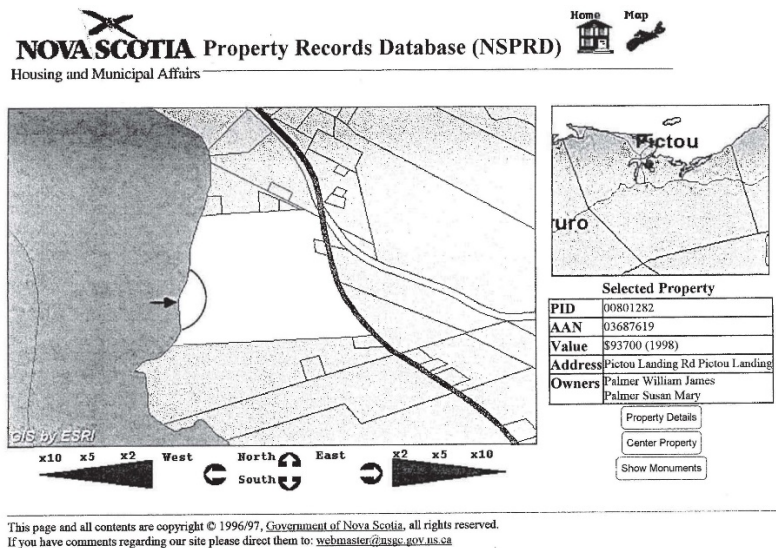 Home Map
NOVA SCOTIA Property Records Database (NSPRD)
Housing and Municipal Affairs
Pictou
uro
GIS by ESRI
Selected Property
PID 00801282
AAN 03687619
Value $93700 (1998)
Address Pictou Landing Rd Pictou Landing
Owners Palmer William James
Palmer Susan Mary
Property Details
Center Property
Show Monuments
x10 x5 x2 West North East x2 x5 x10
South
This page and all contents are copyright © 1996/97, Government of Nova Scotia, all rights reserved.
If you have comments regarding our site please direct them to: webmaster@nsgc.gov.ns.ca